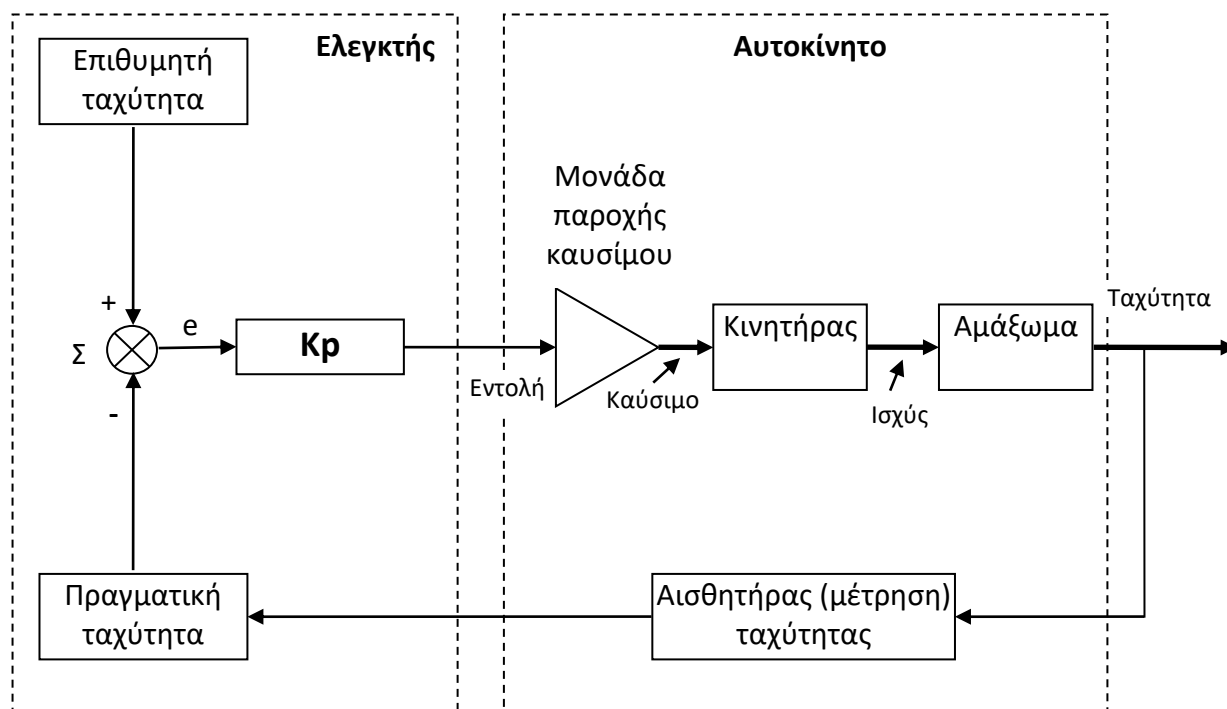 Ελεγκτής
Αυτοκίνητο
Επιθυμητή
ταχύτητα
Μονάδα
παροχής
καυσίμου
+
Σ
e
Kp
-
Εντολή
Καύσιμο
Κινητήρας
Ισχύς
Αμάξωμα
Ταχύτητα
Πραγματική
ταχύτητα
Αισθητήρας (μέτρηση)
ταχύτητας